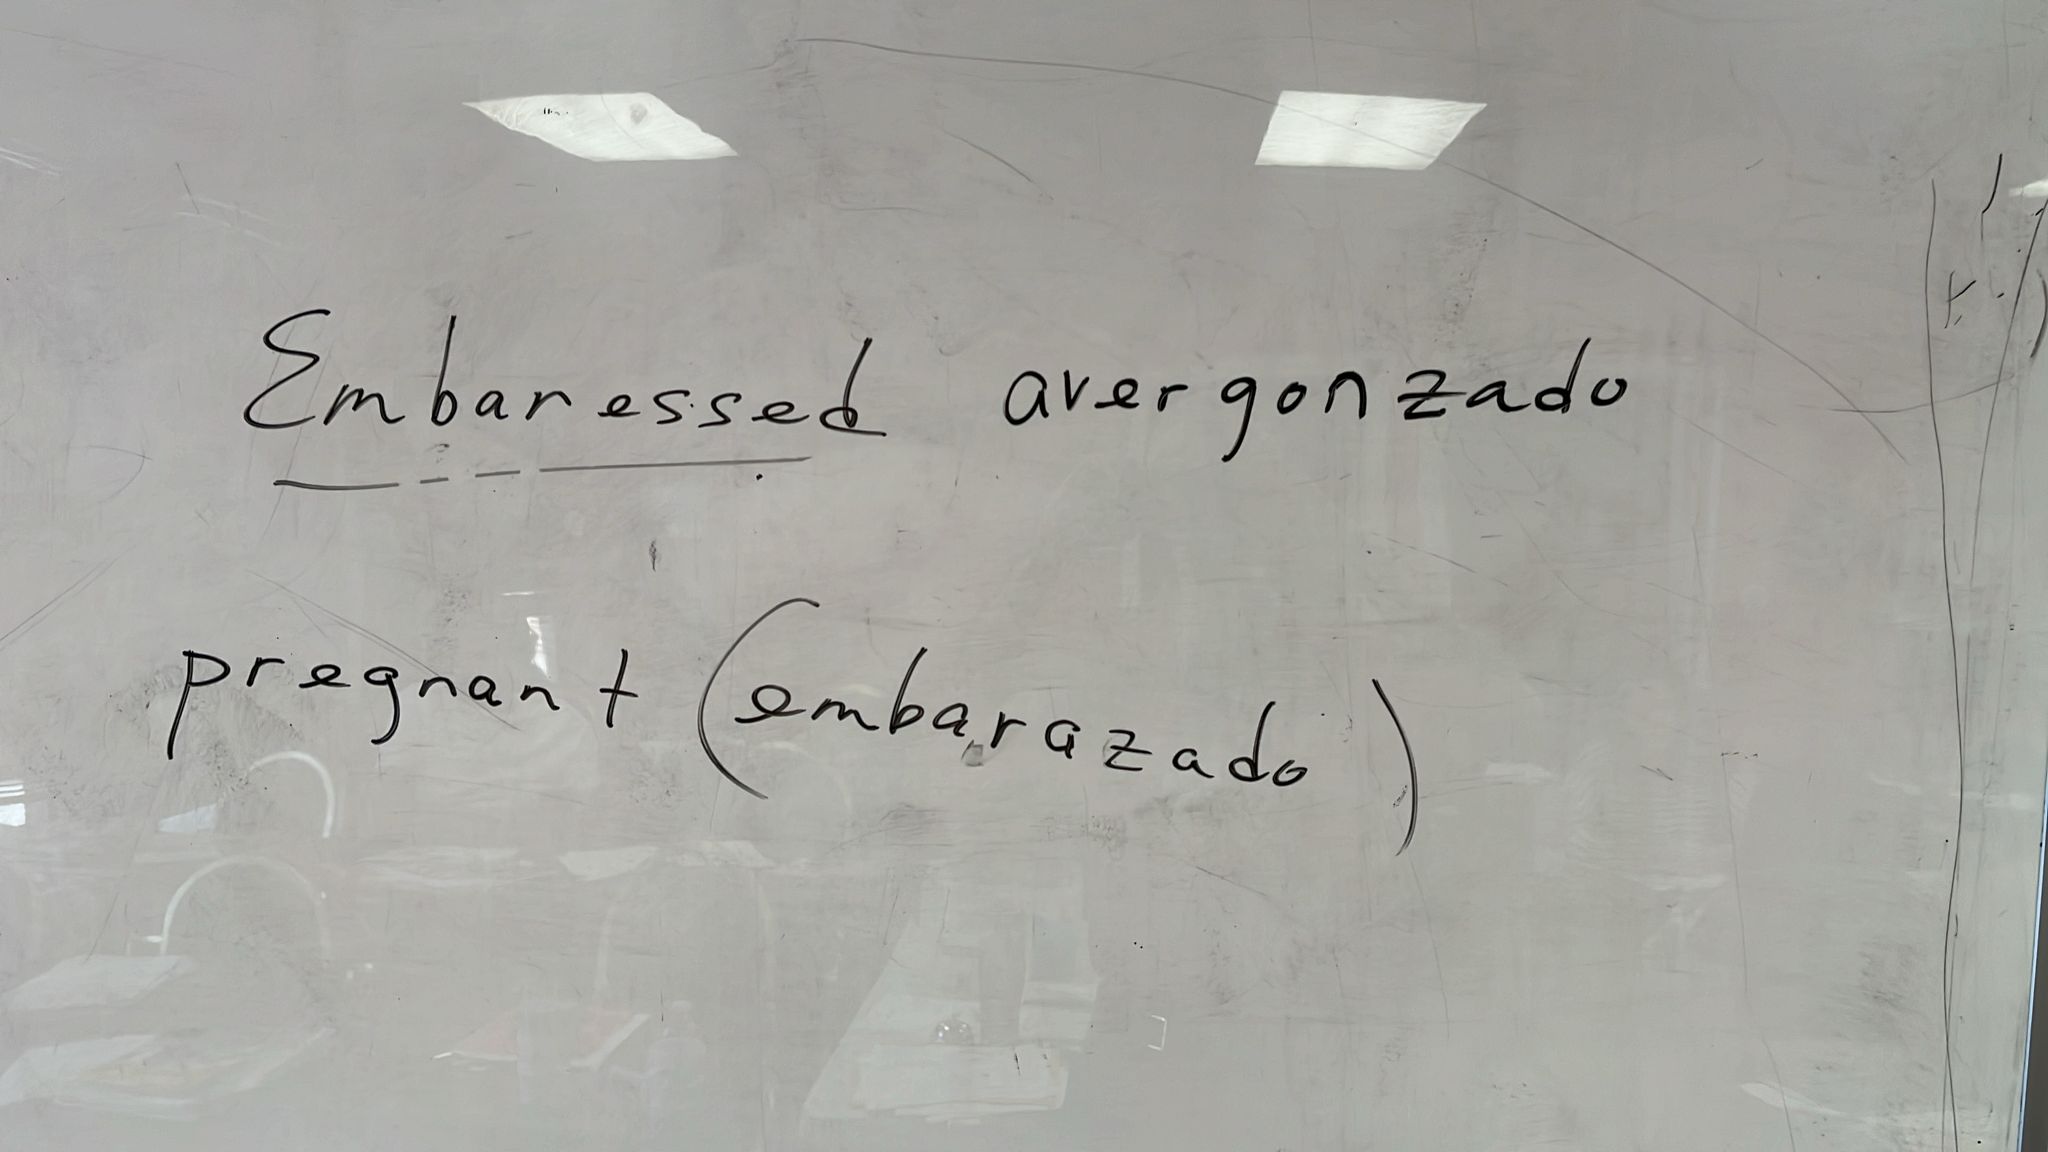 Embaressed avergonzado
pregnant (embarazado)